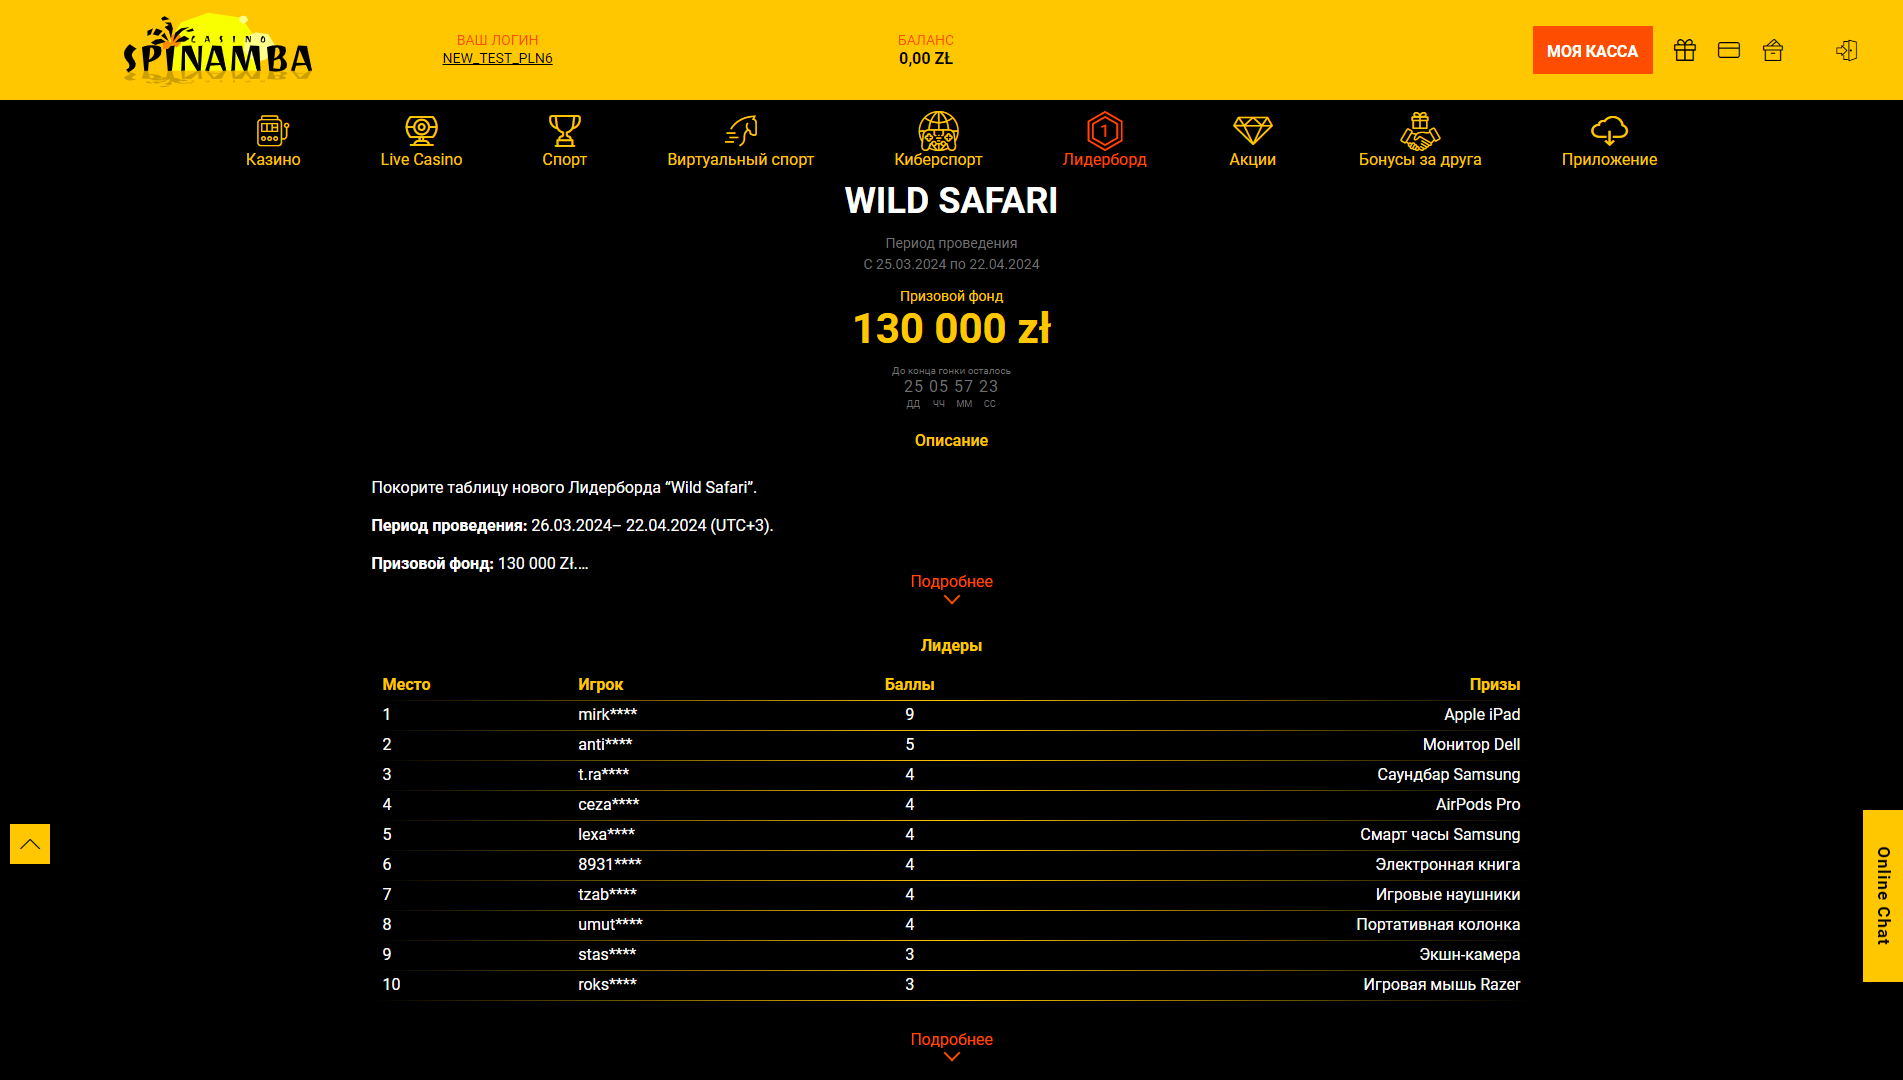 CASINO
SPINAMBA
ВАШ ЛОГИН
NEW_TEST_PLN6
БАЛАНС
0,00 ZŁ
МОЯ КАССА
Казино
Live Casino
Спорт
Виртуальный спорт
Киберспорт
1
Лидерборд
Акции
Бонусы за друга
Приложение
WILD SAFARI
Период проведения
С 25.03.2024 по 22.04.2024
Призовой фонд
130 000 zł
До конца гонки осталось
25 05 57 23
ДД ЧЧ ММ СС
Описание
Покорите таблицу нового Лидерборда “Wild Safari”.
Период проведения: 26.03.2024– 22.04.2024 (UTC+3).
Призовой фонд: 130 000 Zł....
Подробнее
Лидеры
Место Игрок Баллы Призы
1 mirk**** 9 Apple iPad
2 anti**** 5 Монитор Dell
3 t.ra**** 4 Саундбар Samsung
4 ceza**** 4 AirPods Pro
5 lexa**** 4 Смарт часы Samsung
6 8931**** 4 Электронная книга
7 tzab**** 4 Игровые наушники
8 umut**** 4 Портативная колонка
9 stas**** 3 Экшн-камера
10 roks**** 3 Игровая мышь Razer
Подробнее
Online Chat